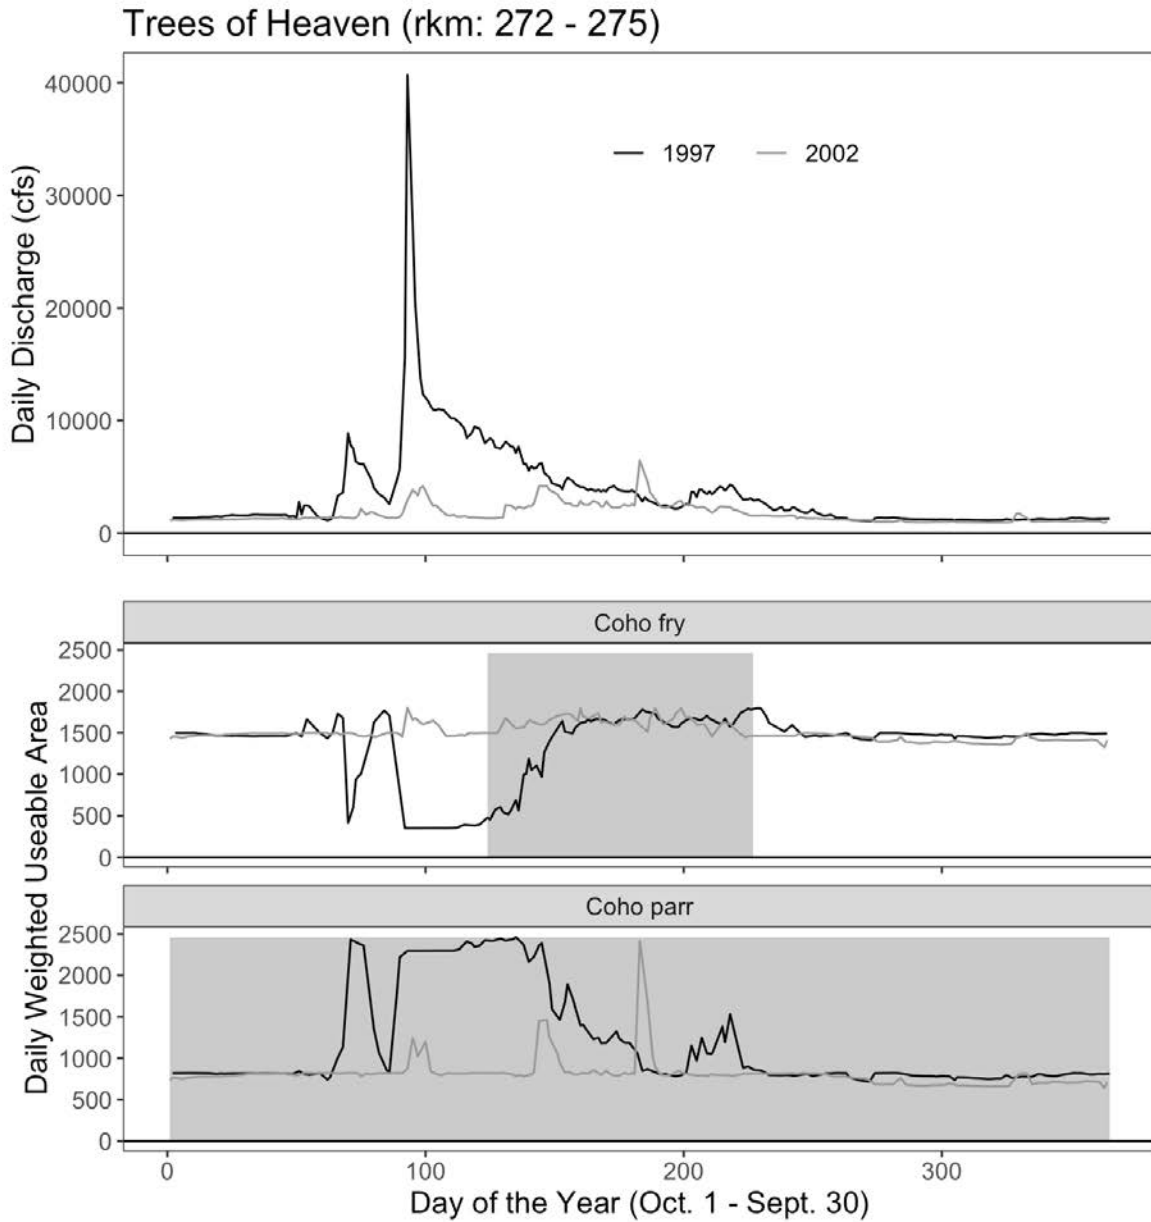 Trees of Heaven (rkm: 272 - 275)
Daily Discharge (cfs)
40000
30000
20000
10000
0
1997 2002
Daily Weighted Useable Area
Coho fry
2500
2000
1500
1000
500
0
Coho parr
2500
2000
1500
1000
500
0
0 100 200 300
Day of the Year (Oct. 1 - Sept. 30)